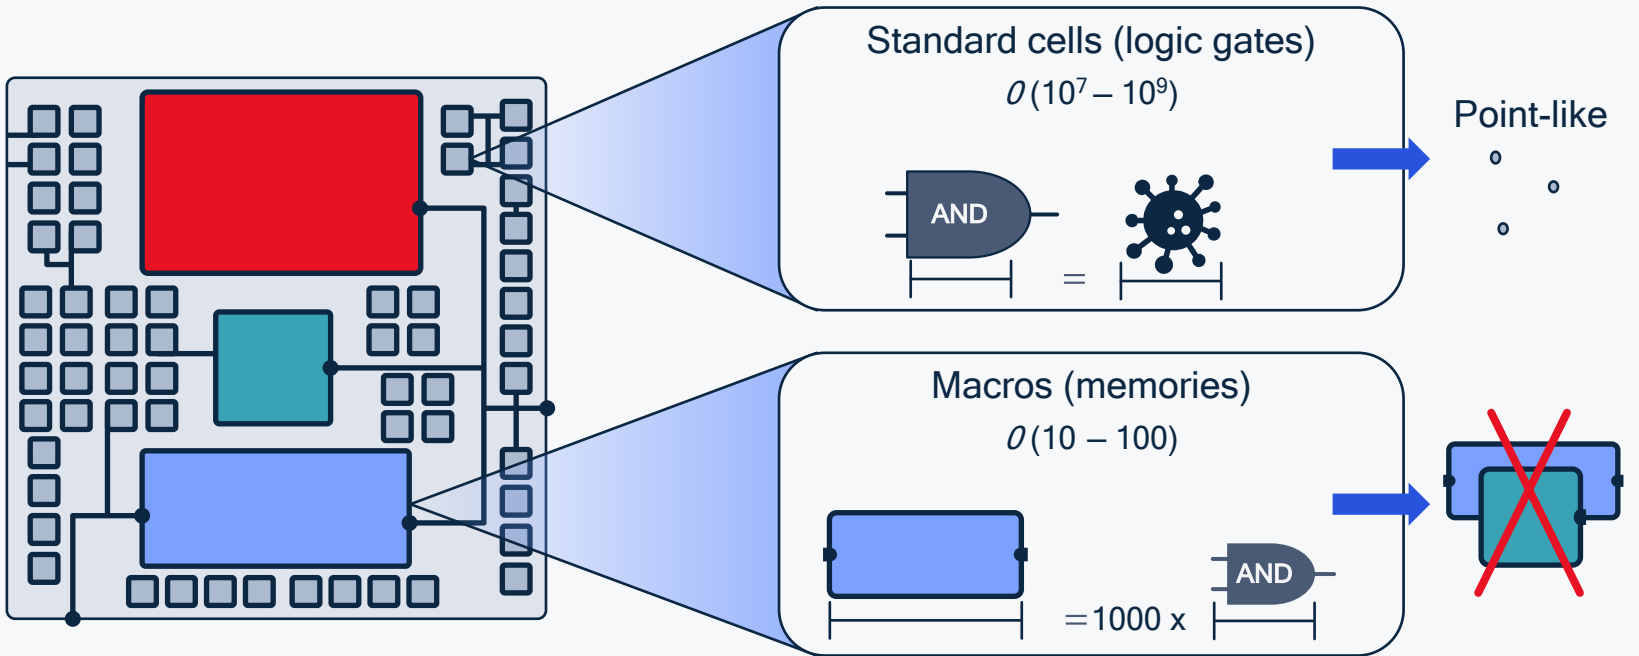 Standard cells (logic gates)
O (10⁷ – 10⁹)
Point-like
AND
=
Macros (memories)
O (10 – 100)
=1000 x
AND